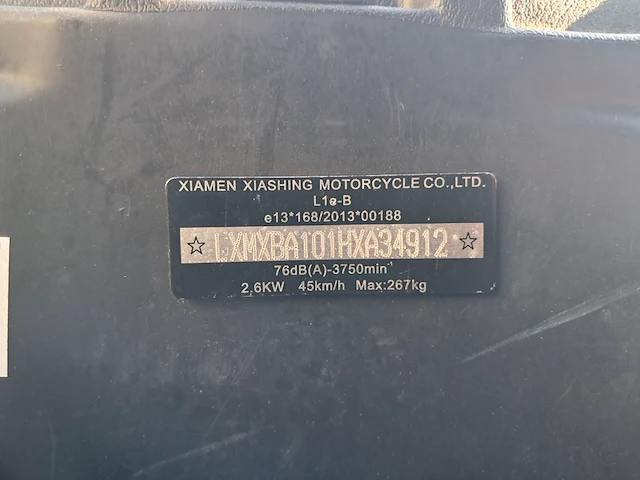 XIAMEN XIASHING MOTORCYCLE CO.,LTD.
L1e-B
e13*168/2013*00188
☆ LXMXBA101HXA34912 ☆
76dB(A)-3750min⁻¹
2,6KW 45km/h Max:267kg